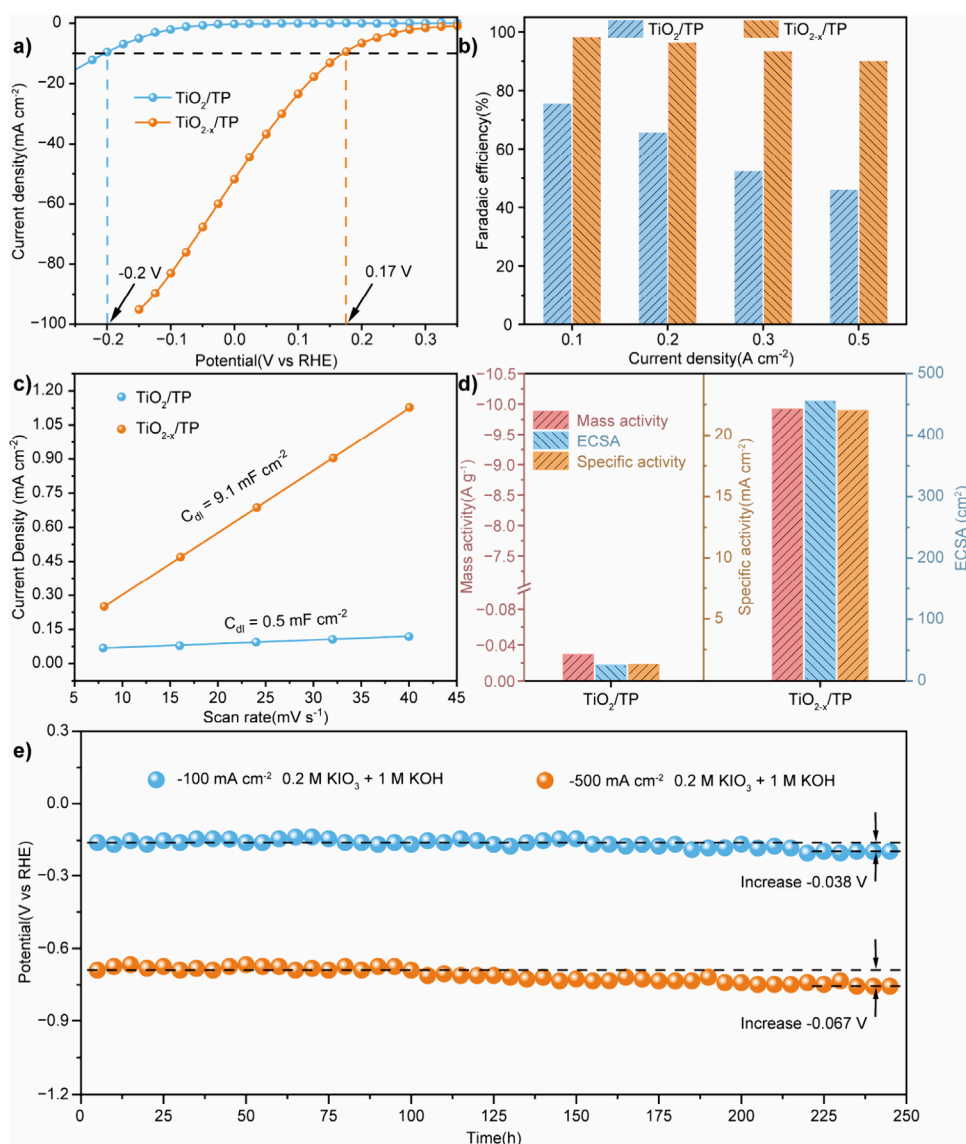 a)
Current density(mA cm⁻²)
0
−20
−40
−60
−80
−100
TiO₂/TP
TiO₂₋ₓ/TP
-0.2 V
0.17 V
−0.2
−0.1
0.0
0.1
0.2
0.3
Potential(V vs RHE)
b)
Faradaic efficiency(%)
100
80
60
40
20
0
TiO₂/TP
TiO₂₋ₓ/TP
0.1
0.2
0.3
0.5
Current density(A cm⁻²)
c)
Current Density (mA cm⁻²)
1.20
1.05
0.90
0.75
0.60
0.45
0.30
0.15
0.00
TiO₂/TP
TiO₂₋ₓ/TP
C_dl = 9.1 mF cm⁻²
C_dl = 0.5 mF cm⁻²
5
10
15
20
25
30
35
40
45
Scan rate(mV s⁻¹)
d)
Mass activity(A g⁻¹)
−10.5
−10.0
−9.5
−9.0
−8.5
−8.0
−7.5
−0.08
−0.04
0.00
Mass activity
ECSA
Specific activity
Specific activity(mA cm⁻²)
20
15
10
5
ECSA (cm²)
500
400
300
200
100
0
TiO₂/TP
TiO₂₋ₓ/TP
e)
Potential(V vs RHE)
0.3
0.0
−0.3
−0.6
−0.9
−1.2
-100 mA cm⁻² 0.2 M KIO₃ + 1 M KOH
-500 mA cm⁻² 0.2 M KIO₃ + 1 M KOH
Increase -0.038 V
Increase -0.067 V
0
25
50
75
100
125
150
175
200
225
250
Time(h)